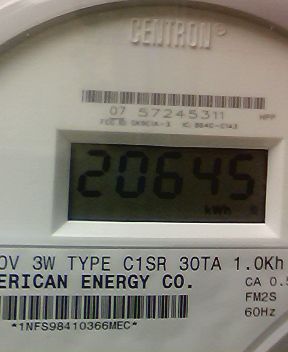 CENTRON®
07 57245311
HPP
20645
kWh
0V 3W TYPE C1SR 30TA 1.0Kh
ERICAN ENERGY CO.
CA 0.5
FM2S
60Hz
*1NFS98410366MEC*